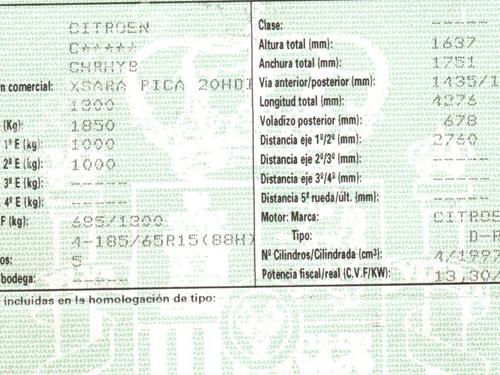 CITROEN
C*****
CHRHYB
n comercial: XSARA PICA 20HDI
1300
(Kg): 1850
1º E (kg): 1000
2º E (kg): 1000
3º E (kg): ------
4º E (kg): ------
F (kg): 685/1300
4-185/65R15(88H)
os: 5
bodega: -----
incluídas en la homologación de tipo:
Clase: -----
Altura total (mm): 1637
Anchura total (mm): 1751
Via anterior/posterior (mm): 1435/1
Longitud total (mm): 4276
Voladizo posterior (mm): 678
Distancia eje 1º/2º (mm): 2760
Distancia eje 2º/3º (mm): -----
Distancia eje 3º/4º (mm): -----
Distancia 5ª rueda/últ. (mm): -----
Motor: Marca: CITROE
Tipo: D-R
Nº Cilindros/Cilindrada (cm³): 4/1997
Potencia fiscal/real (C.V.F/KW): 13,30/